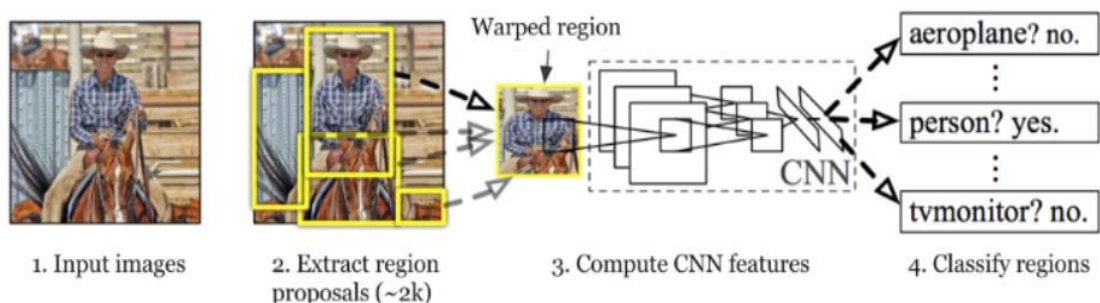 Warped region
aeroplane? no.
person? yes.
CNN
tvmonitor? no.
1. Input images
2. Extract region
proposals (~2k)
3. Compute CNN features
4. Classify regions